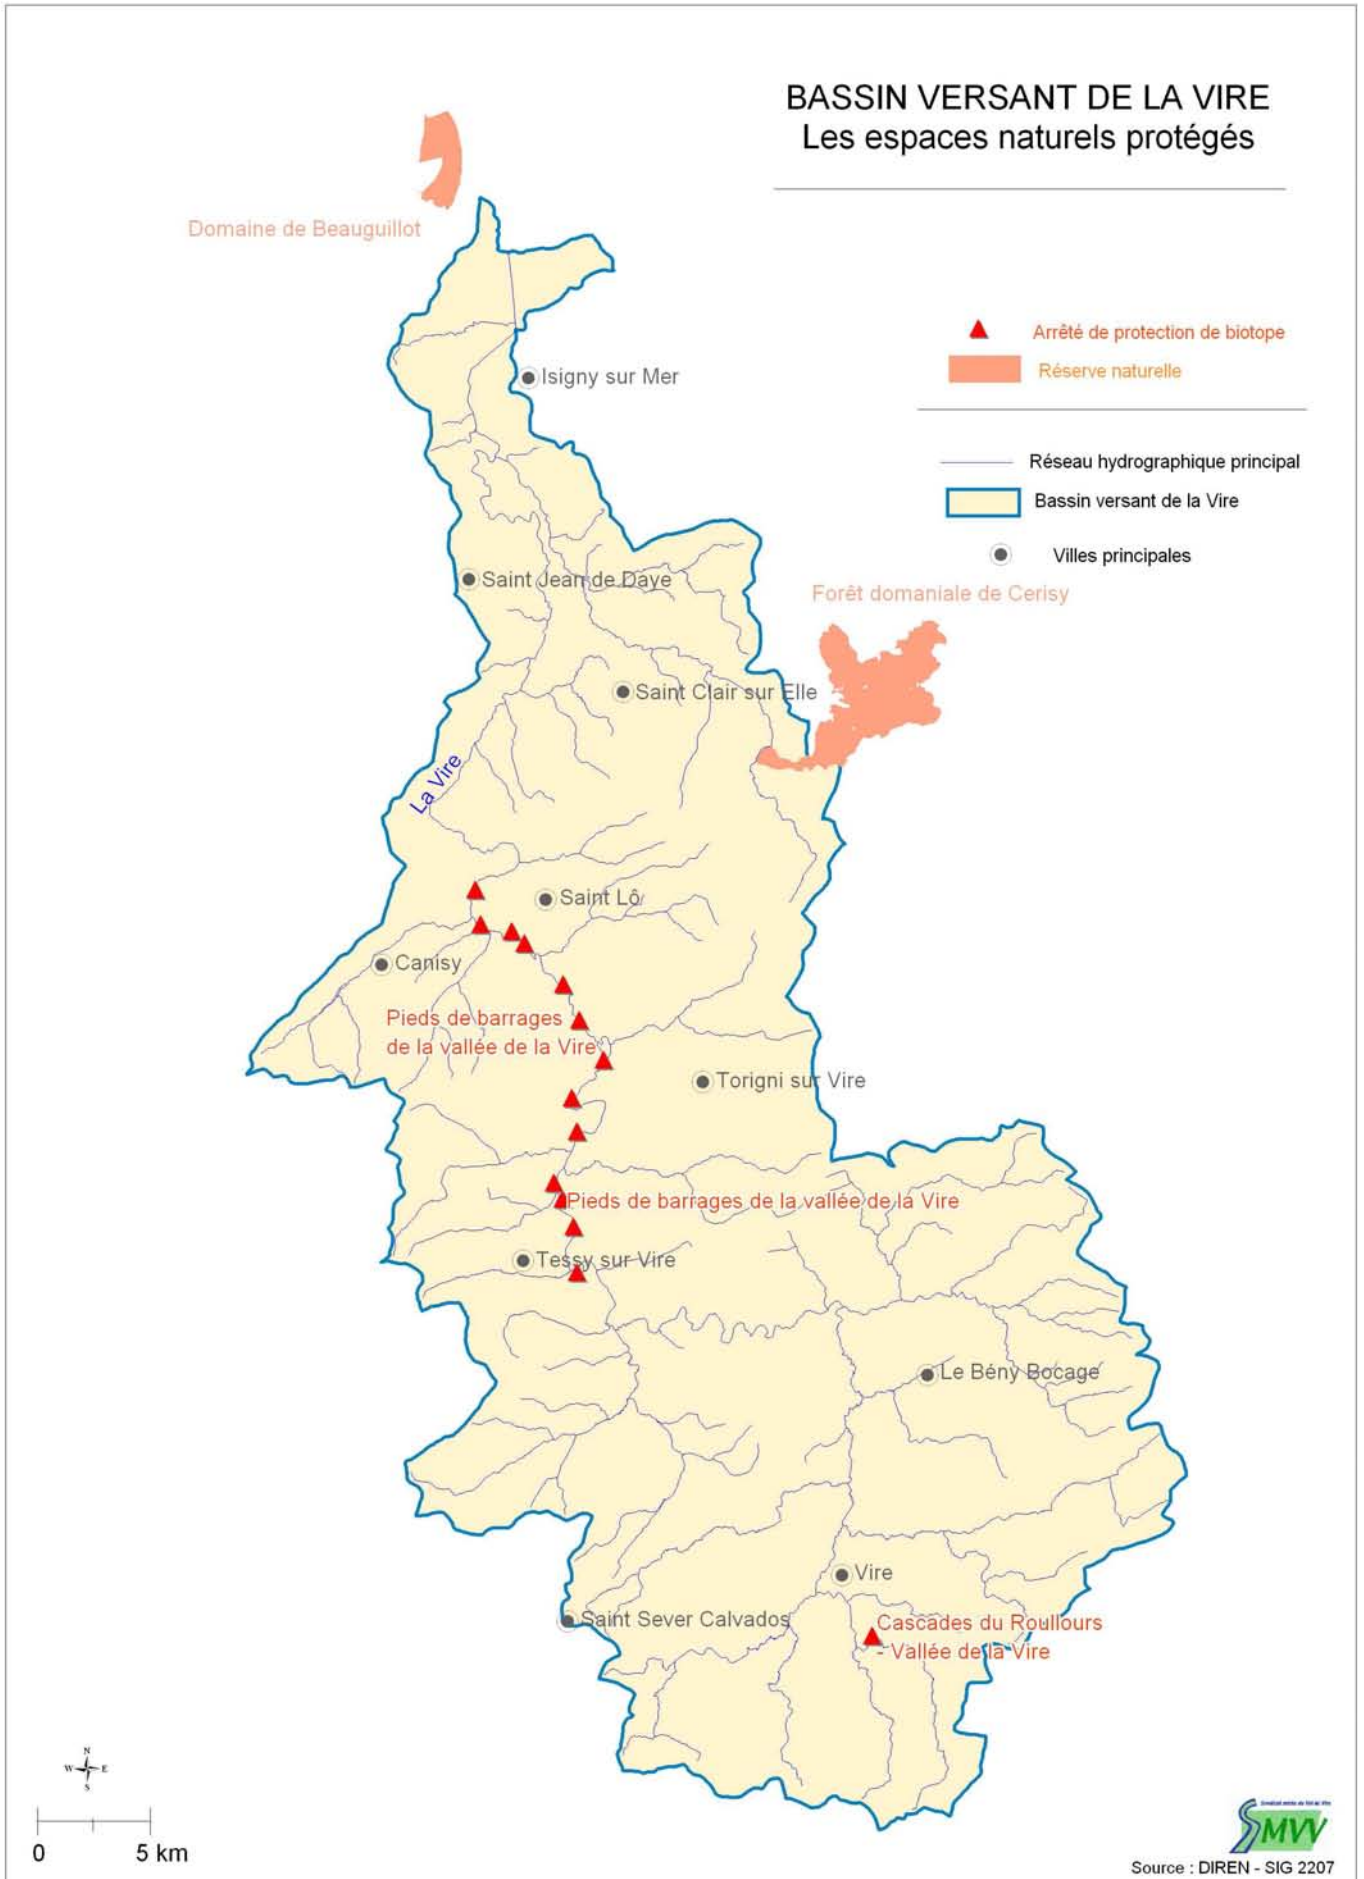 BASSIN VERSANT DE LA VIRE
Les espaces naturels protégés
Domaine de Beauguillot
Arrêté de protection de biotope
Réserve naturelle
Isigny sur Mer
Réseau hydrographique principal
Bassin versant de la Vire
Villes principales
Saint Jean de Daye
Forêt domaniale de Cerisy
Saint Clair sur Elle
La Vire
Saint Lô
Canisy
Pieds de barrages
de la vallée de la Vire
Torigni sur Vire
Pieds de barrages de la vallée de la Vire
Tessy sur Vire
Le Bény Bocage
Vire
Saint Sever Calvados
Cascades du Roullours
- Vallée de la Vire
N
W E
S
0 5 km
SMVV
Source : DIREN - SIG 2207